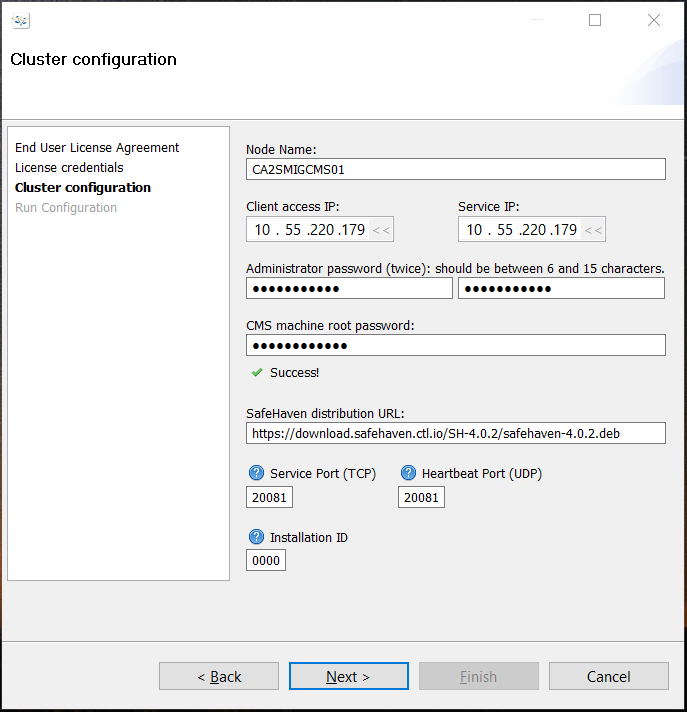 Cluster configuration
End User License Agreement
License credentials
Cluster configuration
Run Configuration
Node Name:
CA2SMIGCMS01
Client access IP: Service IP:
10 . 55 .220 .179 << 10 . 55 .220 .179 <<
Administrator password (twice): should be between 6 and 15 characters.
●●●●●●●●●●● ●●●●●●●●●●●
CMS machine root password:
●●●●●●●●●●●●
Success!
SafeHaven distribution URL:
https://download.safehaven.ctl.io/SH-4.0.2/safehaven-4.0.2.deb
? Service Port (TCP) ? Heartbeat Port (UDP)
20081 20081
? Installation ID
0000
< Back Next > Finish Cancel